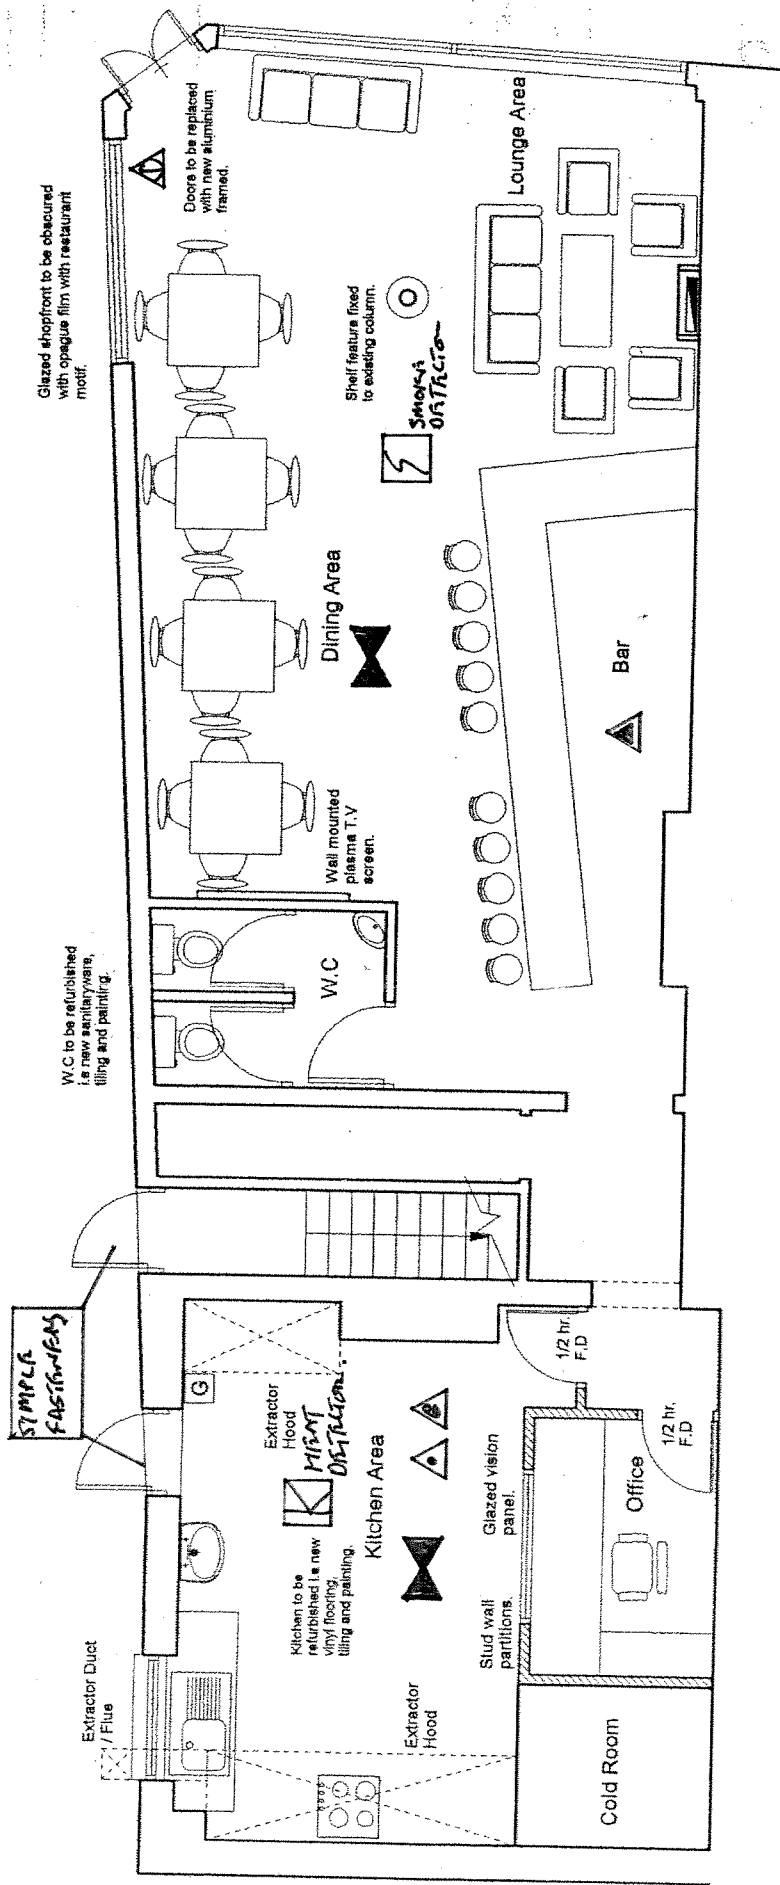 Glazed shopfront to be obscured
with opague film with restaurant
motif.
Doors to be replaced
with new aluminium
framed.
Lounge Area
Shelf feature fixed
to existing column.
SMOKE
DETECTOR
Dining Area
Bar
Wall mounted
plasma T.V
screen.
W.C to be refurbished
i.e new sanitaryware,
tiling and painting.
W.C
SIMPLE
FASTENERS
G
Extractor
Hood
HEAT
DETECTOR.
Kitchen Area
1/2 hr.
F.D
1/2 hr.
F.D
Kitchen to be
refurbished i.e new
vinyl flooring,
tiling and painting.
Glazed vision
panel.
Office
Stud wall
partitions.
Extractor Duct
/ Flue
Extractor
Hood
Cold Room